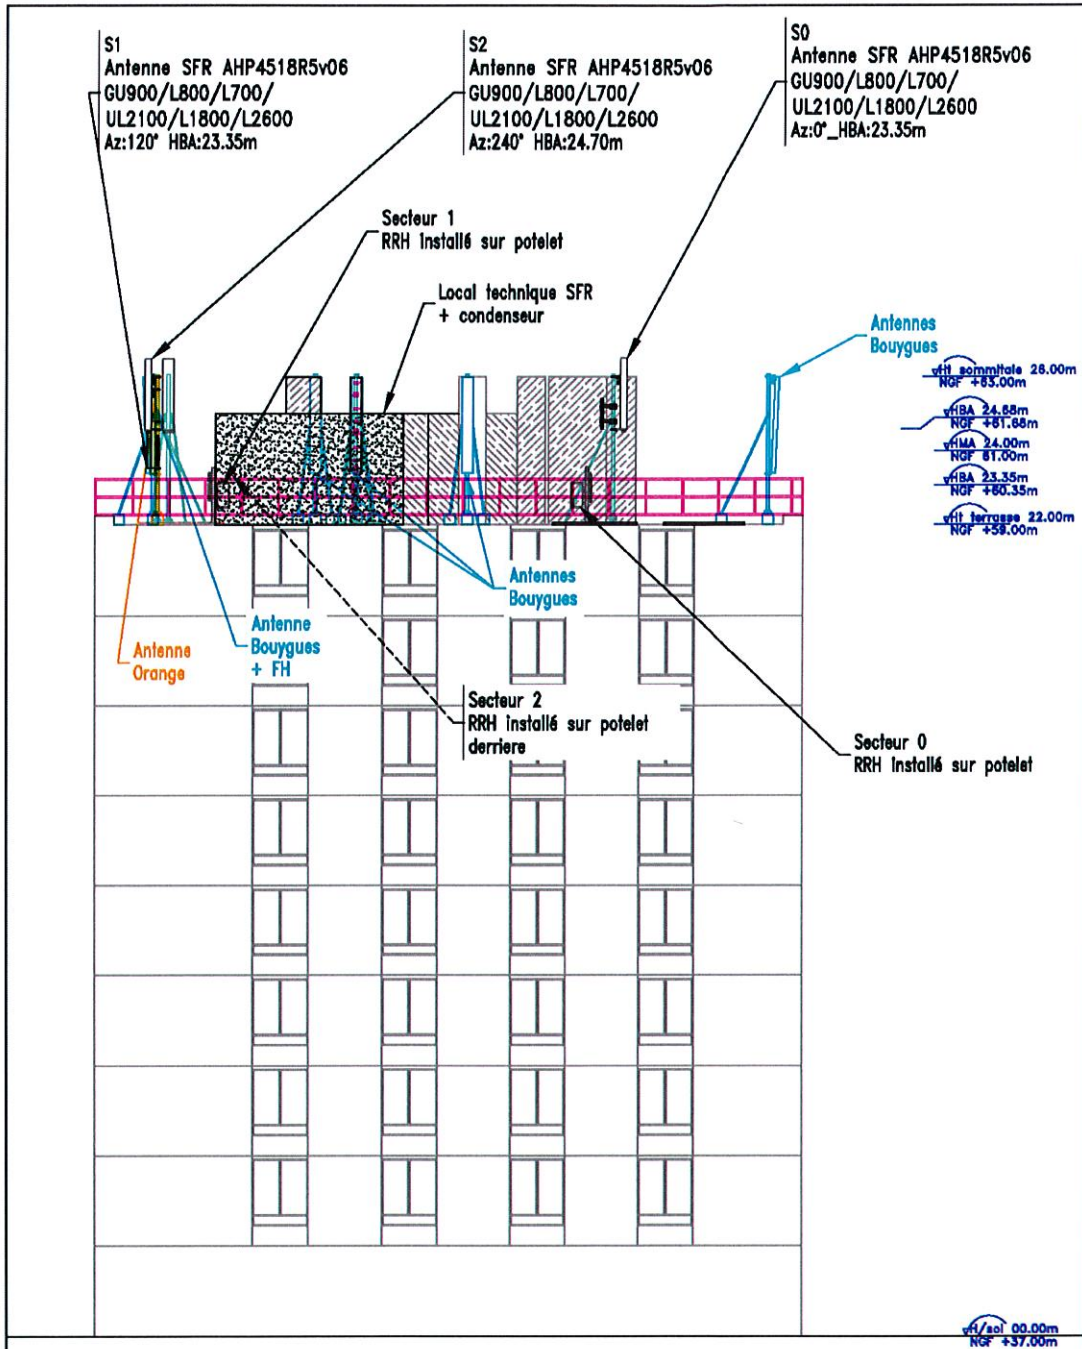 S1
Antenne SFR AHP4518R5v06
GU900/L800/L700/
UL2100/L1800/L2600
Az:120° HBA:23.35m
S2
Antenne SFR AHP4518R5v06
GU900/L800/L700/
UL2100/L1800/L2600
Az:240° HBA:24.70m
S0
Antenne SFR AHP4518R5v06
GU900/L800/L700/
UL2100/L1800/L2600
Az:0°_HBA:23.35m
Secteur 1
RRH installé sur potelet
Local technique SFR
+ condenseur
Antennes
Bouygues
Ht sommitale 26.00m
NGF +63.00m
HBA 24.68m
NGF +61.68m
HMA 24.00m
NGF 61.00m
HBA 23.35m
NGF +60.35m
Ht terrasse 22.00m
NGF +59.00m
Antennes
Bouygues
Antenne
Bouygues
+ FH
Antenne
Orange
Secteur 2
RRH installé sur potelet
derriere
Secteur 0
RRH installé sur potelet
H/sol 00.00m
NGF +37.00m